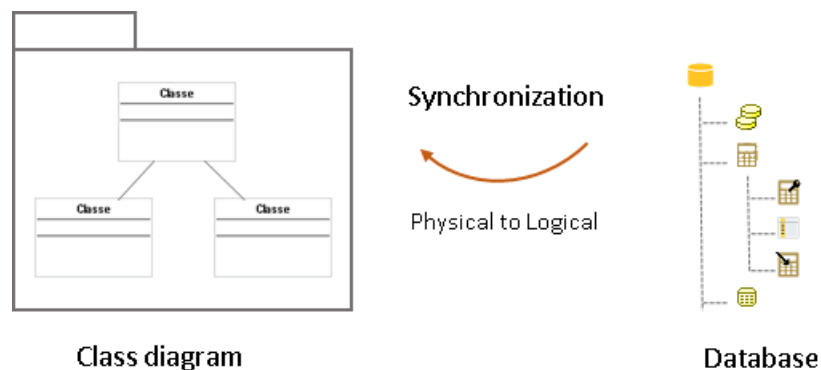 Classe
Classe
Classe
Synchronization
Physical to Logical
Class diagram
Database